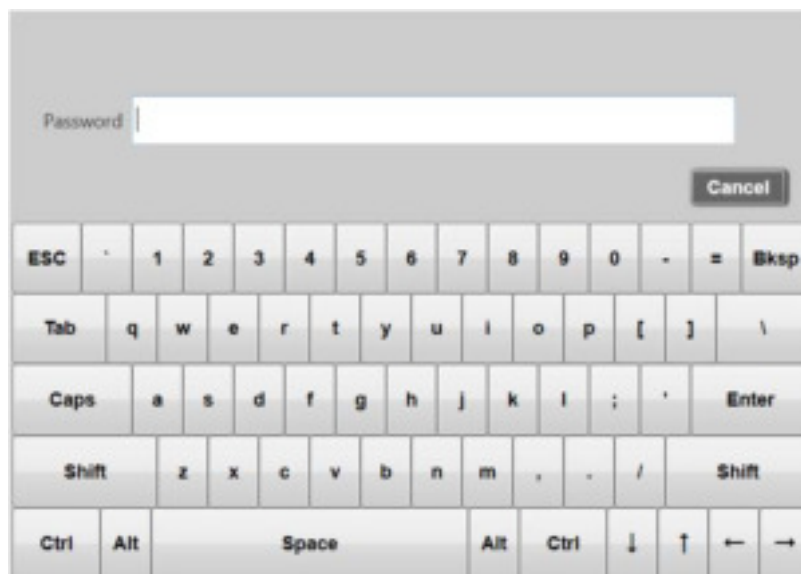 Password
Cancel
ESC ` 1 2 3 4 5 6 7 8 9 0 - = Bksp
Tab q w e r t y u i o p [ ] \
Caps a s d f g h j k l ; ' Enter
Shift z x c v b n m , . / Shift
Ctrl Alt Space Alt Ctrl ↓ ↑ ← →